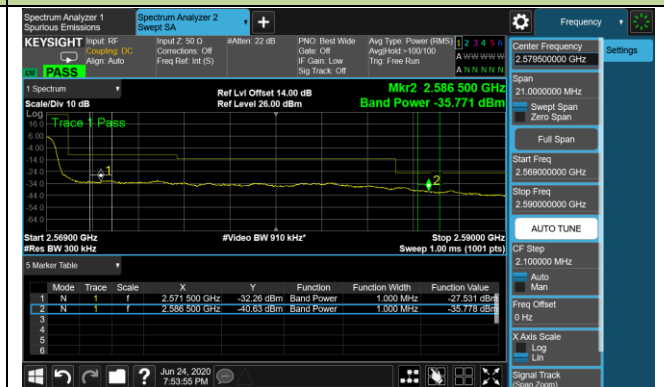 Spectrum Analyzer 1
Spurious Emissions
Spectrum Analyzer 2
Swept SA
+
Frequency
KEYSIGHT
Input: RF
Coupling: DC
Align: Auto
Input Z: 50 Ω
Corrections: Off
Freq Ref: Int (S)
#Atten: 22 dB
PNO: Best Wide
Gate: Off
IF Gain: Low
Sig Track: Off
Avg Type: Power (RMS)
Avg|Hold:>100/100
Trig: Free Run
1 2 3 4 5 6
A W W W W W
A N N N N N
PASS
1 Spectrum
Scale/Div 10 dB
Ref Lvl Offset 14.00 dB
Ref Level 26.00 dBm
Mkr2 2.586 500 GHz
Band Power -35.771 dBm
Log
Trace 1 Pass
16.0
6.00
-4.00
-14.0
-24.0
-34.0
-44.0
-54.0
-64.0
1
2
Start 2.56900 GHz
#Res BW 300 kHz
#Video BW 910 kHz*
Stop 2.59000 GHz
Sweep 1.00 ms (1001 pts)
5 Marker Table
Mode Trace Scale X Y Function Function Width Function Value
1 N 1 f 2.571 500 GHz -32.26 dBm Band Power 1.000 MHz -27.531 dBm
2 N 1 f 2.586 500 GHz -40.63 dBm Band Power 1.000 MHz -35.778 dBm
3
4
5
6
Jun 24, 2020
7:53:55 PM
Center Frequency
2.579500000 GHz
Settings
Span
21.0000000 MHz
Swept Span
Zero Span
Full Span
Start Freq
2.569000000 GHz
Stop Freq
2.590000000 GHz
AUTO TUNE
CF Step
2.100000 MHz
Auto
Man
Freq Offset
0 Hz
X Axis Scale
Log
Lin
Signal Track
(Span Zoom)